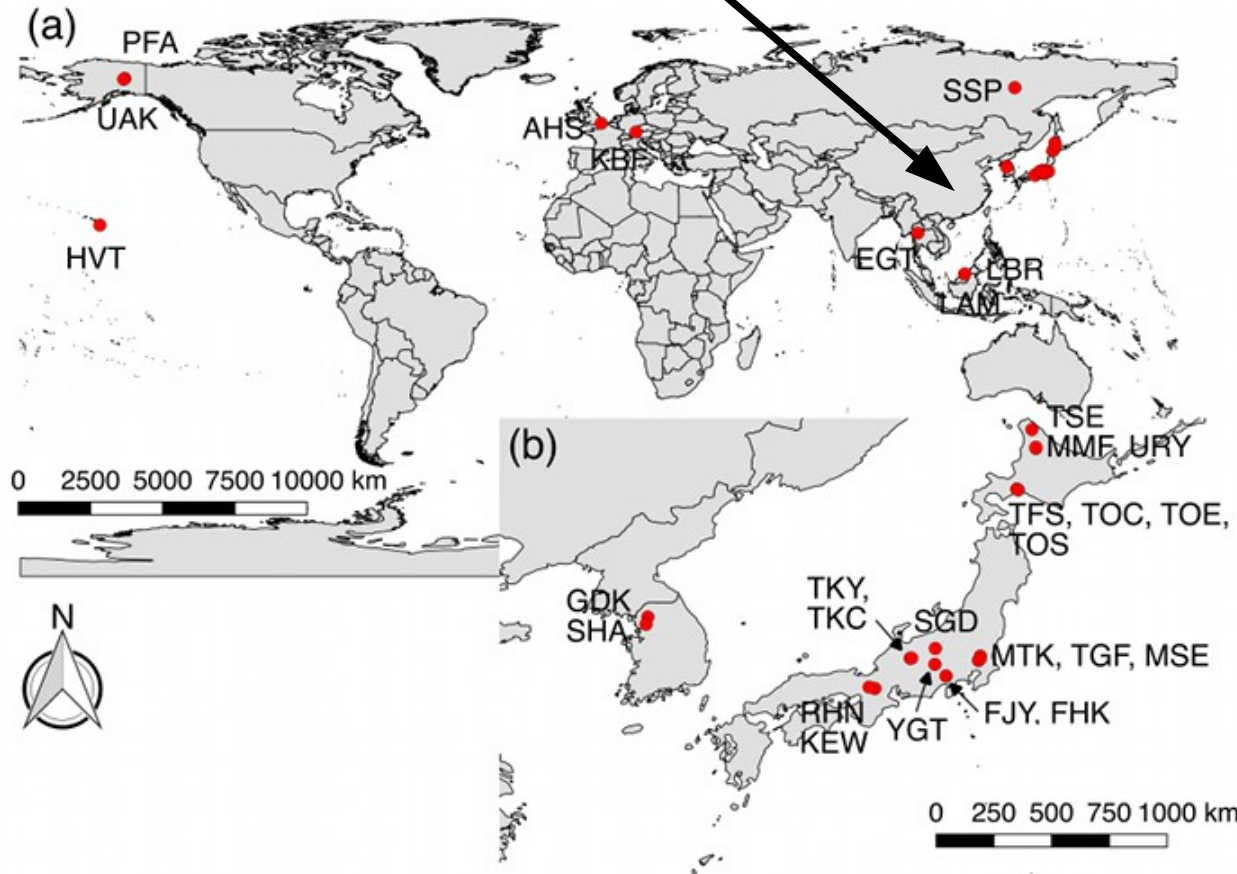 (a)
PFA
UAK
HVT
AHS
KBF
SSP
EGT
LBR
LAM
0 2500 5000 7500 10000 km
N
(b)
TSE
MMF, URY
TFS, TOC, TOE,
TOS
GDK
SHA
TKY,
TKC
SGD
MTK, TGF, MSE
RHN
KEW
YGT
FJY, FHK
0 250 500 750 1000 km